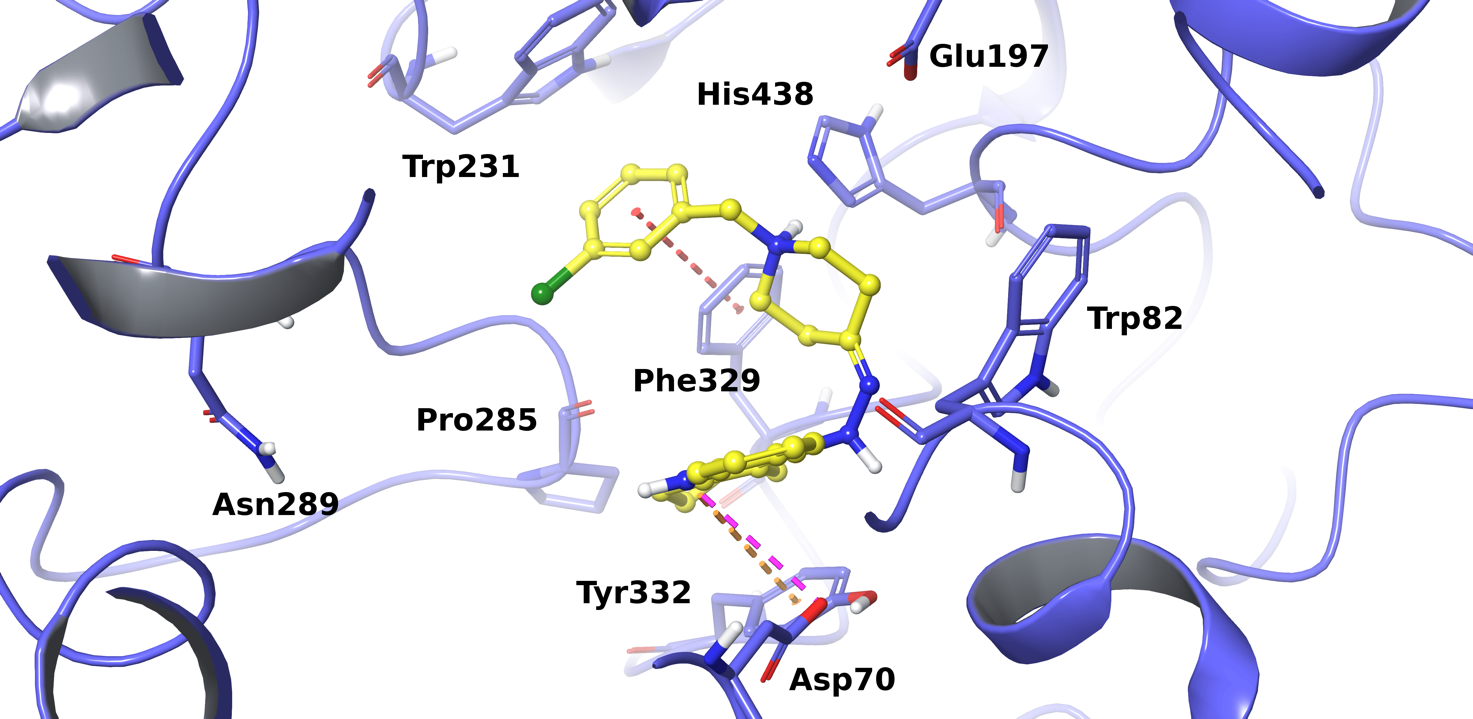 Glu197
His438
Trp231
Trp82
Phe329
Pro285
Asn289
Tyr332
Asp70